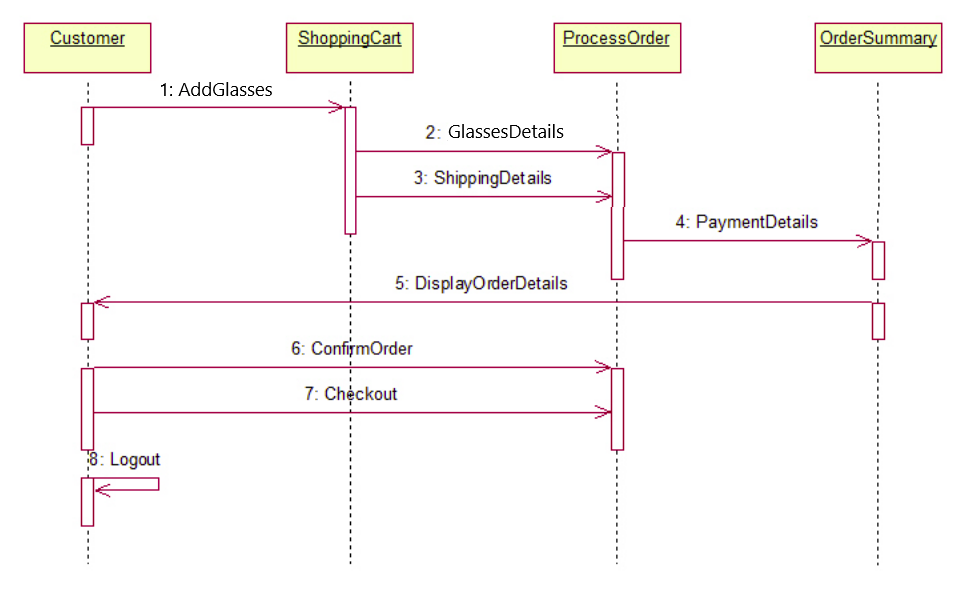 Customer
ShoppingCart
ProcessOrder
OrderSummary
1: AddGlasses
2: GlassesDetails
3: ShippingDetails
4: PaymentDetails
5: DisplayOrderDetails
6: ConfirmOrder
7: Checkout
8: Logout